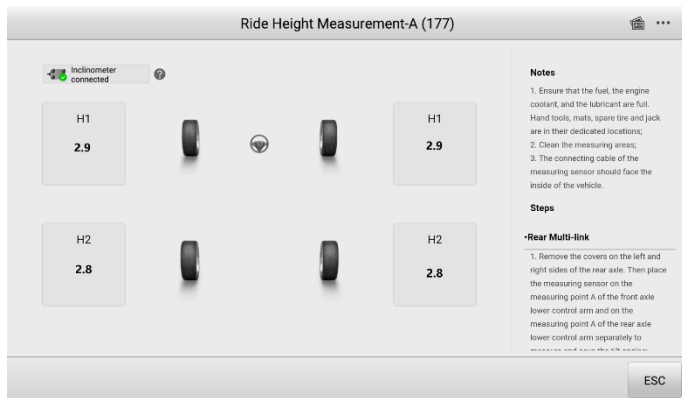 Ride Height Measurement-A (177)
Inclinometer
connected
H1
2.9
H1
2.9
H2
2.8
H2
2.8
Notes
1. Ensure that the fuel, the engine
coolant, and the lubricant are full.
Hand tools, mats, spare tire and jack
are in their dedicated locations;
2. Clean the measuring areas;
3. The connecting cable of the
measuring sensor should face the
inside of the vehicle.
Steps
•Rear Multi-link
1. Remove the covers on the left and
right sides of the rear axle. Then place
the measuring sensor on the
measuring point A of the front axle
lower control arm and on the
measuring point A of the rear axle
lower control arm separately to
ESC